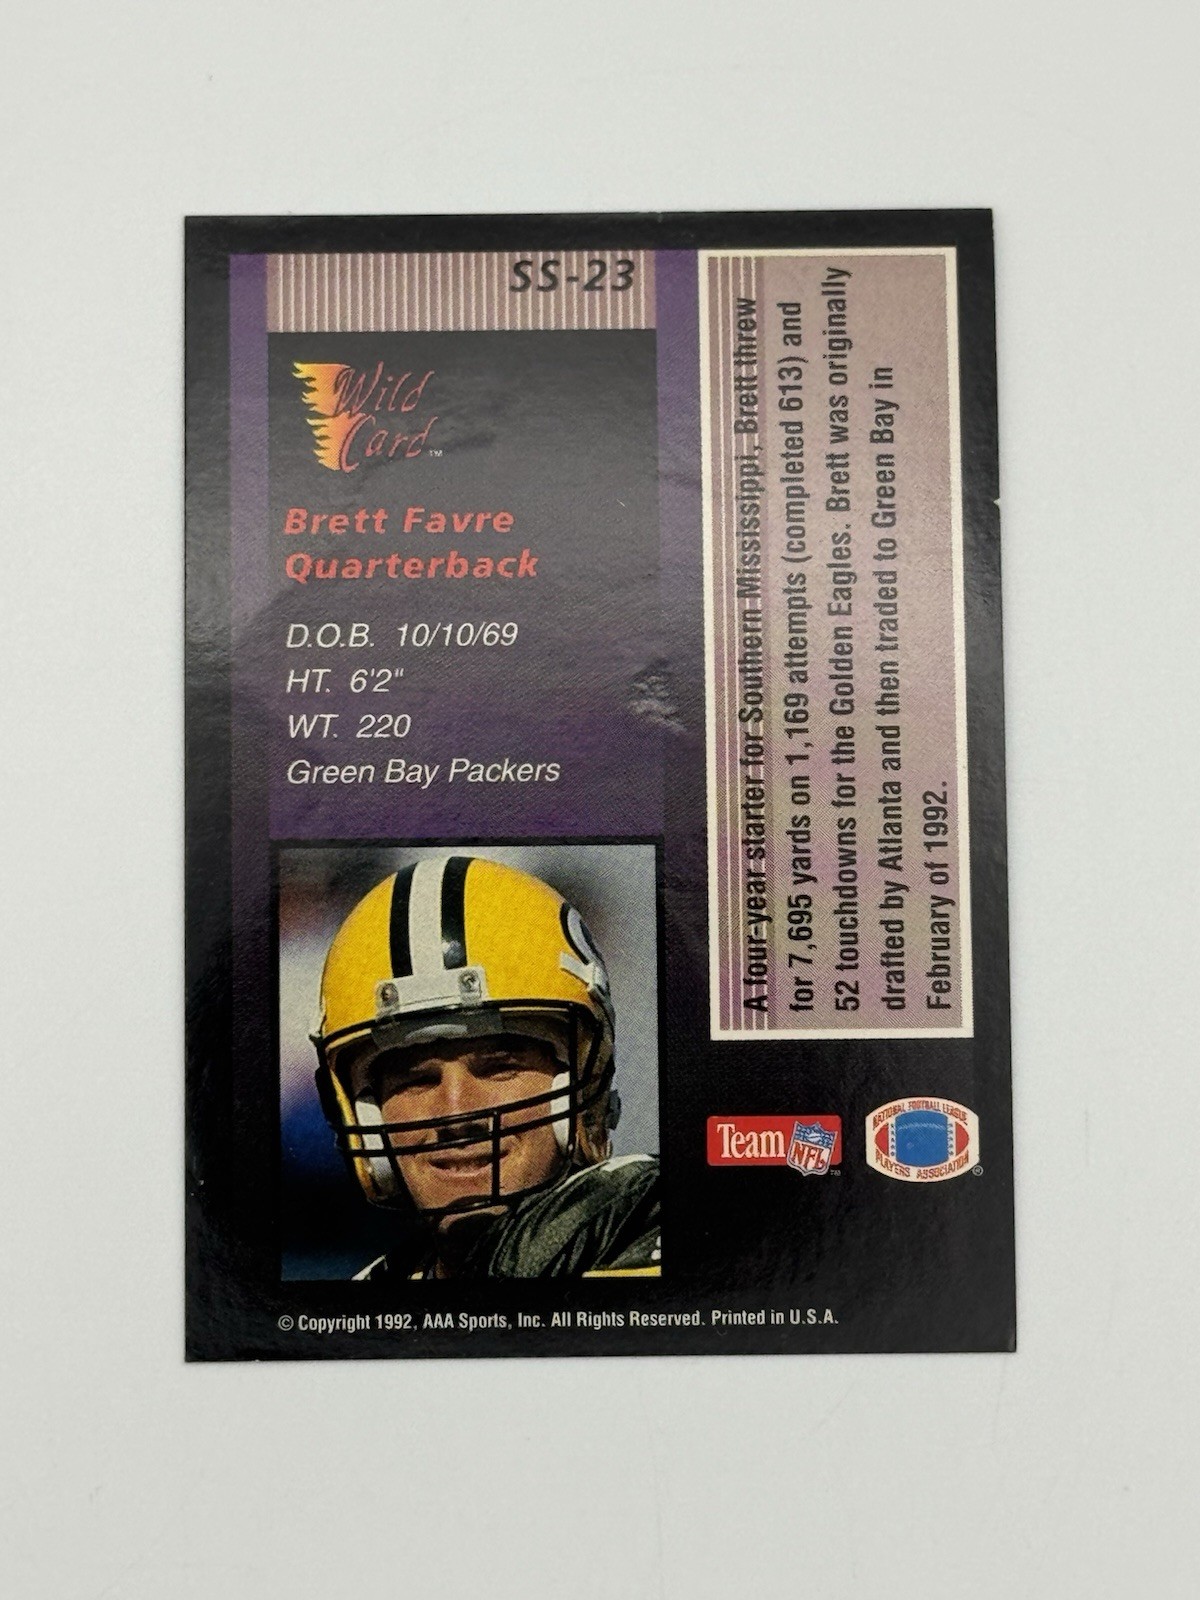 SS-23
Wild
Card™
Brett Favre
Quarterback
D.O.B. 10/10/69
HT. 6'2"
WT. 220
Green Bay Packers
A four-year starter for Southern Mississippi, Brett threw
for 7,695 yards on 1,169 attempts (completed 613) and
52 touchdowns for the Golden Eagles. Brett was originally
drafted by Atlanta and then traded to Green Bay in
February of 1992.
Team NFL™
NATIONAL FOOTBALL LEAGUE
PLAYERS ASSOCIATION®
© Copyright 1992, AAA Sports, Inc. All Rights Reserved. Printed in U.S.A.